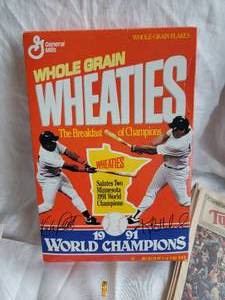 General
Mills
WHOLE GRAIN FLAKES
WHOLE GRAIN
WHEATIES
The Breakfast of Champions
WHEATIES
Salutes Two
Minnesota
1991 World
Champions
19 91
WORLD CHAMPIONS